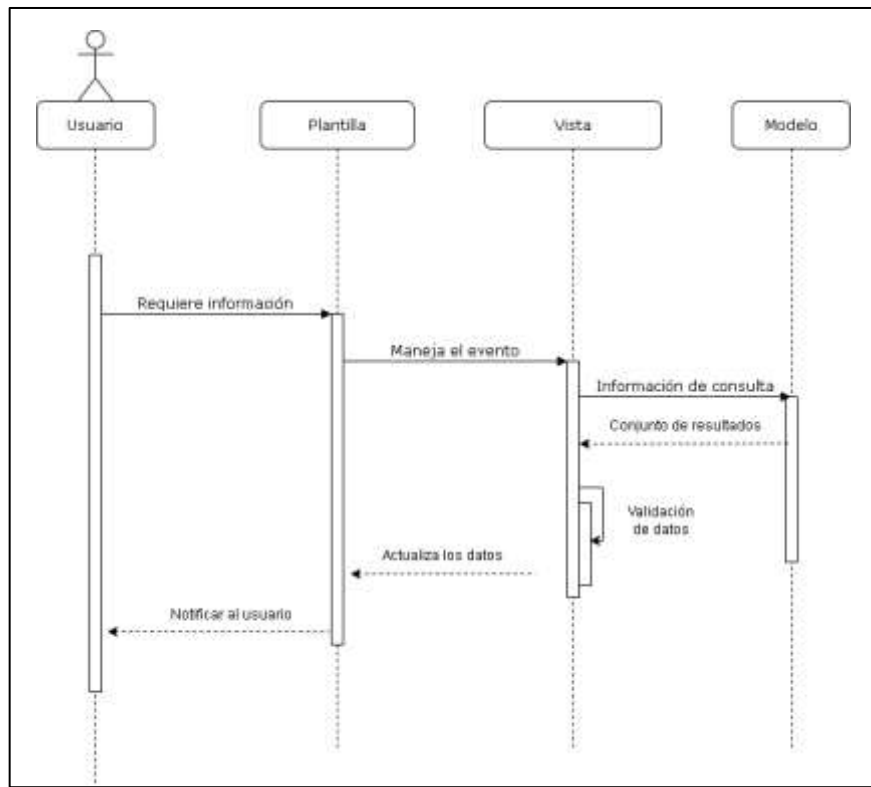 Usuario
Plantilla
Vista
Modelo
Requiere información
Maneja el evento
Información de consulta
Conjunto de resultados
Validación
de datos
Actualiza los datos
Notificar al usuario